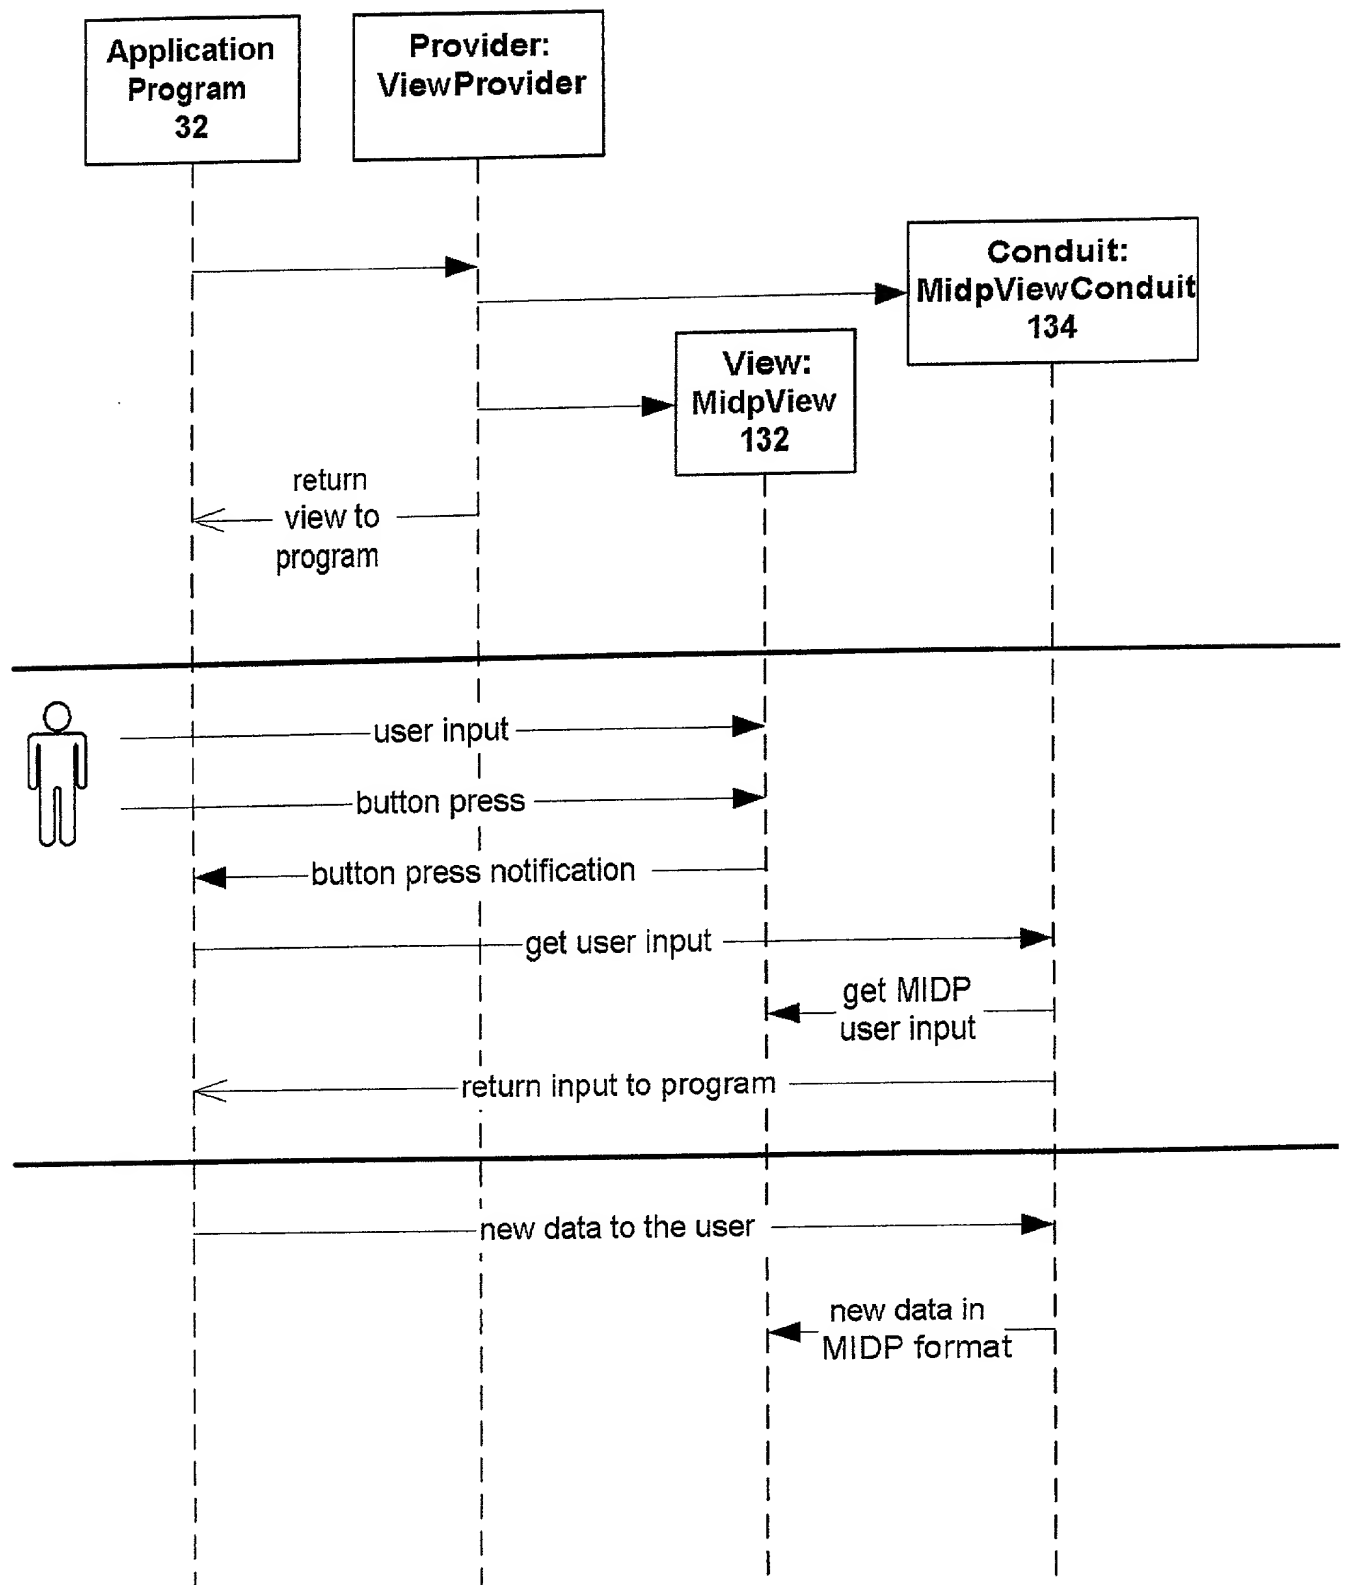 Application
Program
32
Provider:
ViewProvider
Conduit:
MidpViewConduit
134
View:
MidpView
132
return
view to
program
user input
button press
button press notification
get user input
get MIDP
user input
return input to program
new data to the user
new data in
MIDP format